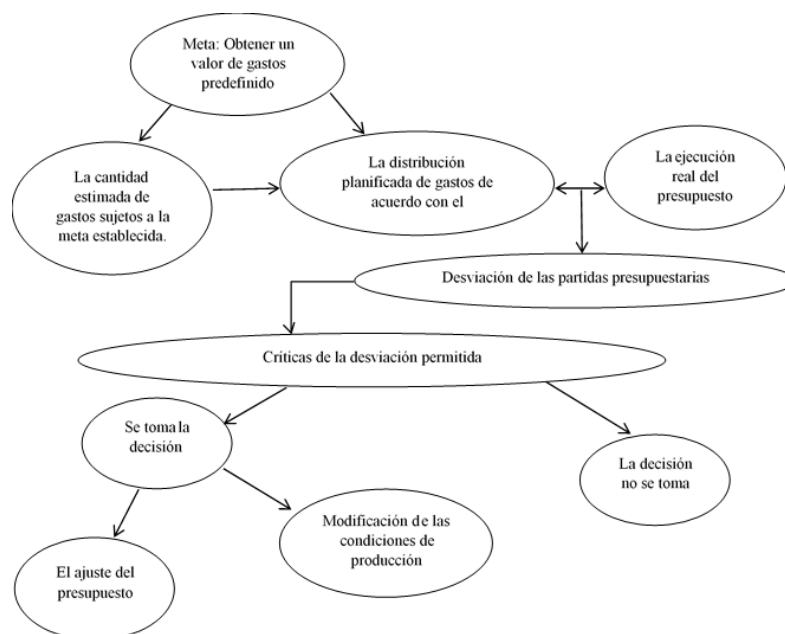 Meta: Obtener un
valor de gastos
predefinido
La cantidad
estimada de
gastos sujetos a la
meta establecida.
La distribución
planificada de gastos de
acuerdo con el
La ejecución
real del
presupuesto
Desviación de las partidas presupuestarias
Críticas de la desviación permitida
Se toma la
decisión
La decisión
no se toma
Modificación de las
condiciones de
producción
El ajuste del
presupuesto